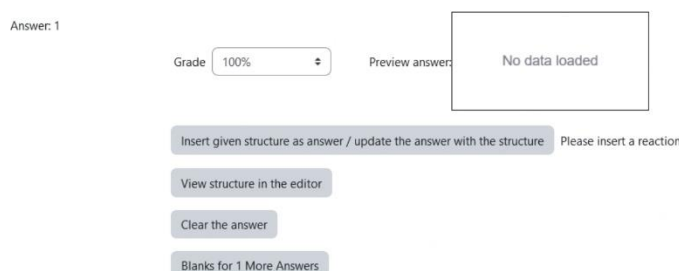 Answer: 1
Grade 100% Preview answer: No data loaded
Insert given structure as answer / update the answer with the structure Please insert a reaction
View structure in the editor
Clear the answer
Blanks for 1 More Answers